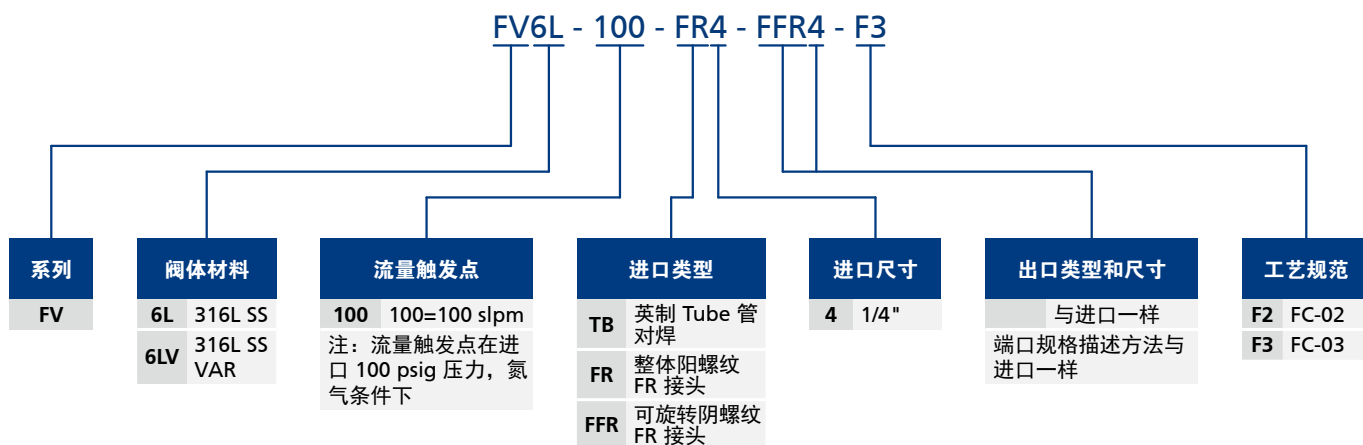 FV6L - 100 - FR4 - FFR4 - F3
系列
FV
阀体材料
6L 316L SS
6LV 316L SS
VAR
流量触发点
100 100=100 slpm
注：流量触发点在进
口 100 psig 压力，氮
气条件下
进口类型
TB 英制 Tube 管
对焊
FR 整体阳螺纹
FR 接头
FFR 可旋转阴螺纹
FR 接头
进口尺寸
4 1/4"
出口类型和尺寸
与进口一样
端口规格描述方法与
进口一样
工艺规范
F2 FC-02
F3 FC-03